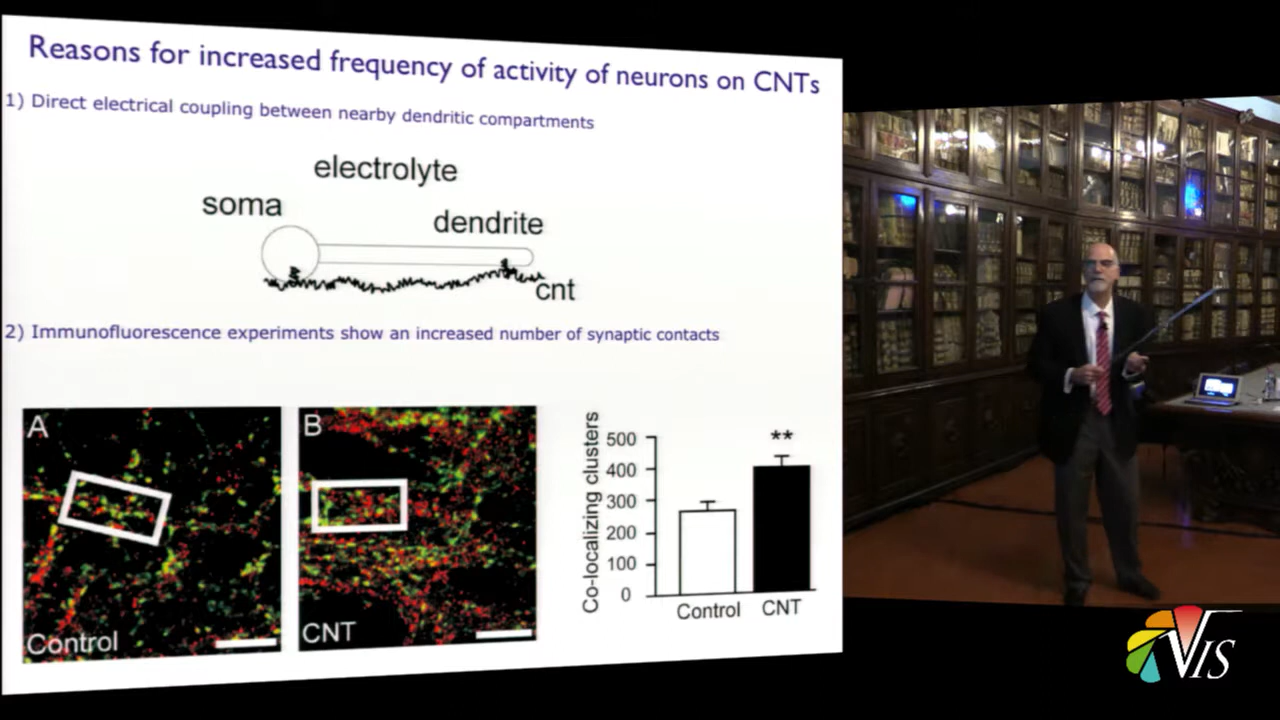 Reasons for increased frequency of activity of neurons on CNTs
1) Direct electrical coupling between nearby dendritic compartments
electrolyte
soma
dendrite
cnt
2) Immunofluorescence experiments show an increased number of synaptic contacts
A
Control
B
CNT
Co-localizing clusters
500
400
300
200
100
0
**
Control
CNT
VIS